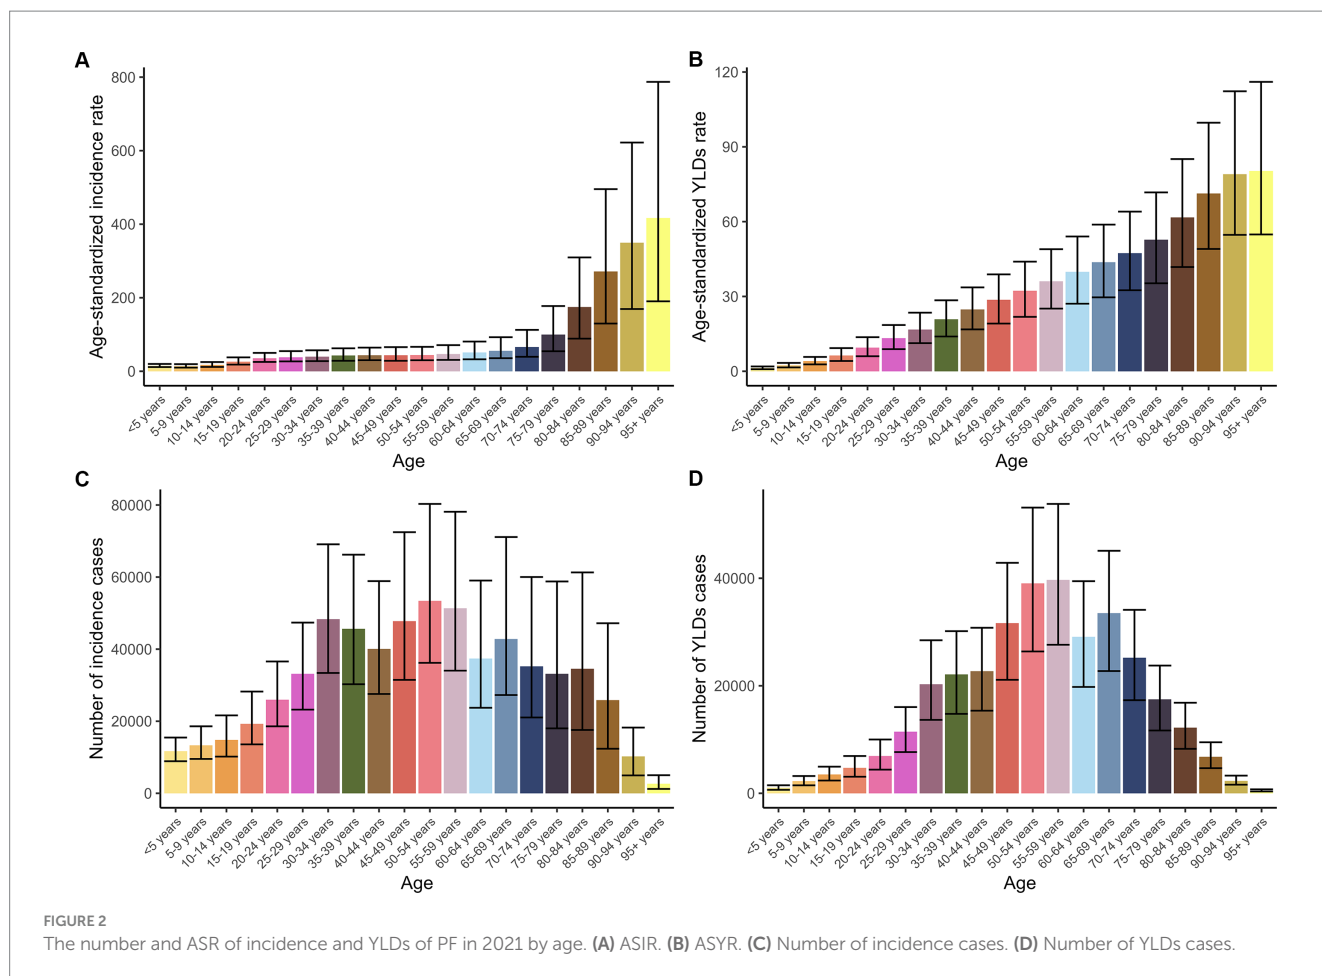 A
Age-standardized incidence rate
800
600
400
200
0
<5 years
5-9 years
10-14 years
15-19 years
20-24 years
25-29 years
30-34 years
35-39 years
40-44 years
45-49 years
50-54 years
55-59 years
60-64 years
65-69 years
70-74 years
75-79 years
80-84 years
85-89 years
90-94 years
95+ years
Age
B
Age-standardized YLDs rate
120
90
60
30
0
<5 years
5-9 years
10-14 years
15-19 years
20-24 years
25-29 years
30-34 years
35-39 years
40-44 years
45-49 years
50-54 years
55-59 years
60-64 years
65-69 years
70-74 years
75-79 years
80-84 years
85-89 years
90-94 years
95+ years
Age
C
Number of incidence cases
80000
60000
40000
20000
0
<5 years
5-9 years
10-14 years
15-19 years
20-24 years
25-29 years
30-34 years
35-39 years
40-44 years
45-49 years
50-54 years
55-59 years
60-64 years
65-69 years
70-74 years
75-79 years
80-84 years
85-89 years
90-94 years
95+ years
Age
D
Number of YLDs cases
40000
20000
0
<5 years
5-9 years
10-14 years
15-19 years
20-24 years
25-29 years
30-34 years
35-39 years
40-44 years
45-49 years
50-54 years
55-59 years
60-64 years
65-69 years
70-74 years
75-79 years
80-84 years
85-89 years
90-94 years
95+ years
Age
FIGURE 2
The number and ASR of incidence and YLDs of PF in 2021 by age. (A) ASIR. (B) ASYR. (C) Number of incidence cases. (D) Number of YLDs cases.